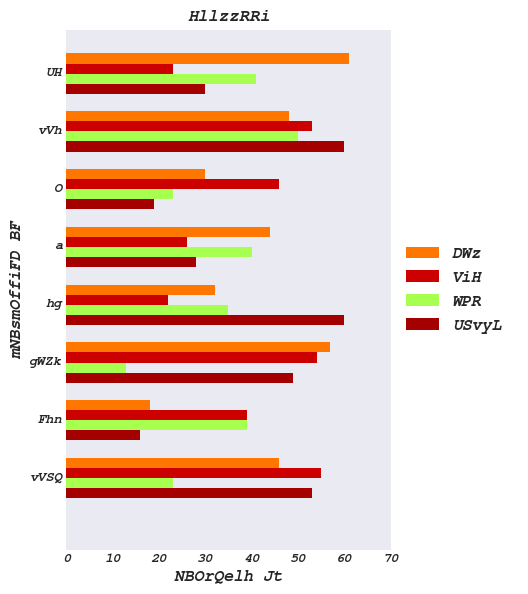 HllzzRRi
mNBsmOffiFD BF
UH
vVh
O
a
hg
gWZk
Fhn
vVSQ
0 10 20 30 40 50 60 70
NBOrQelh Jt
DWz
ViH
WPR
USvyL